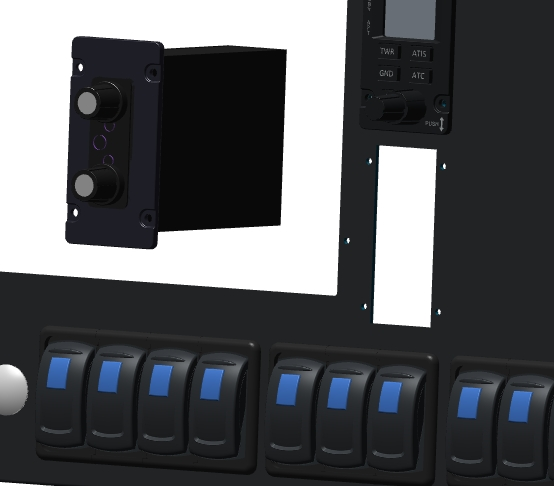 TWR ATIS
GND ATC
PUSH